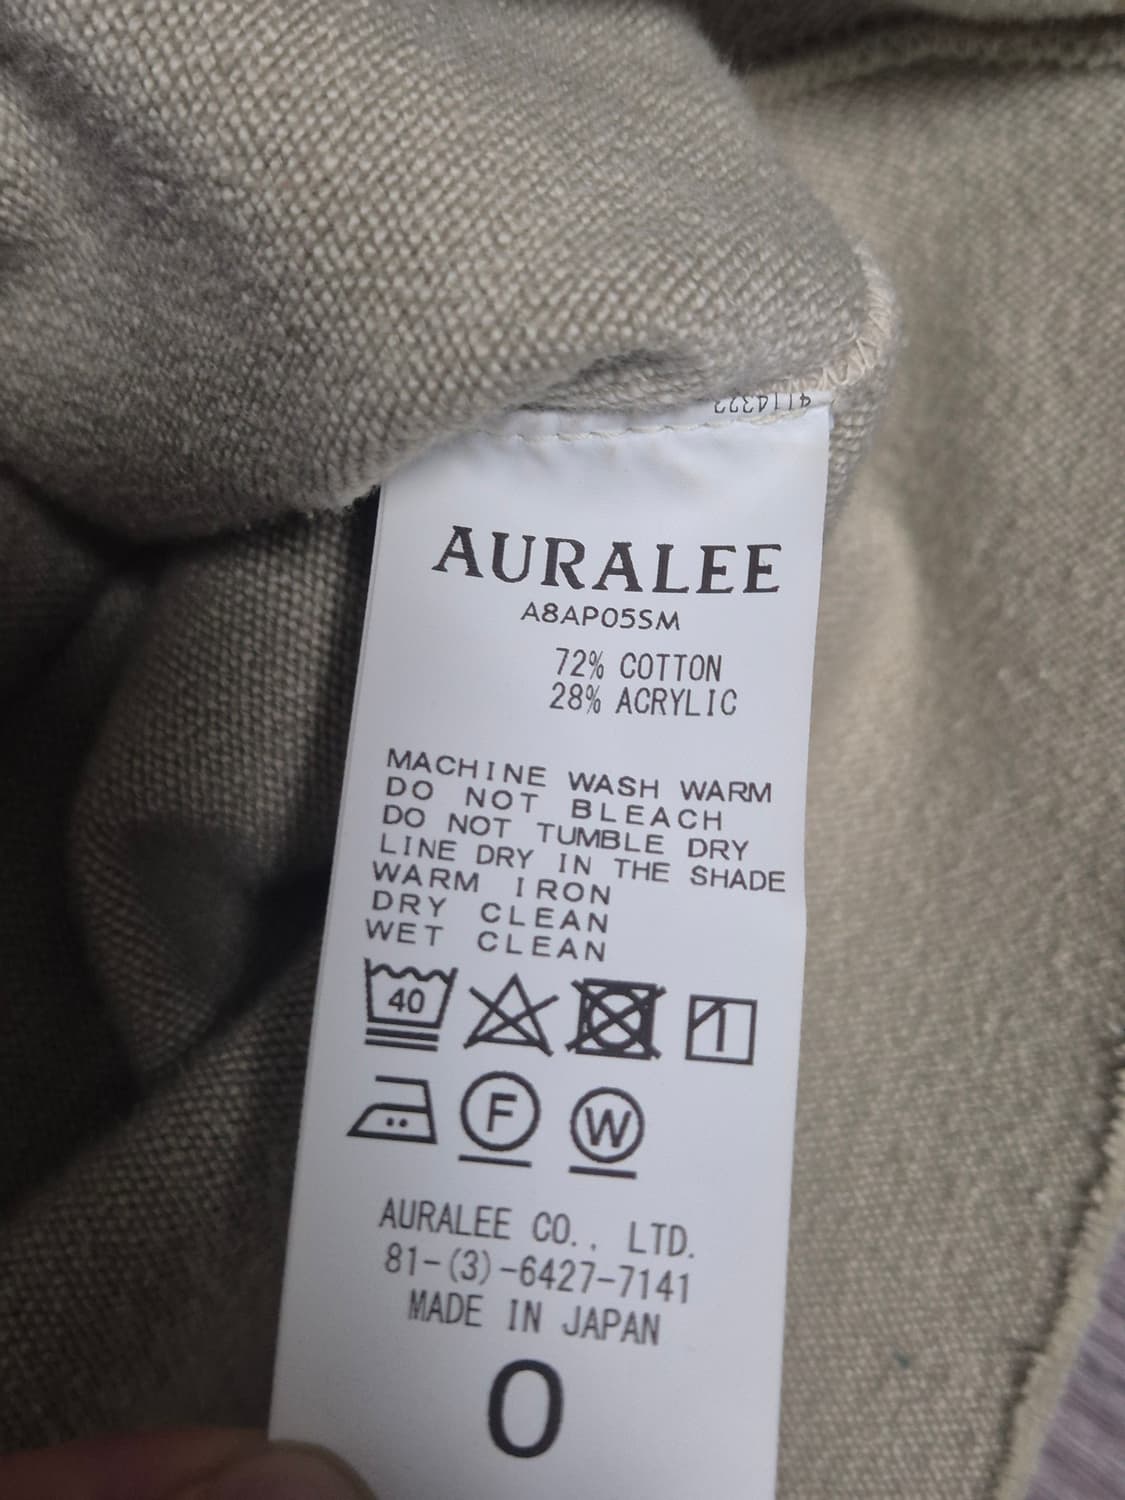 4114323
AURALEE
A8AP05SM
72% COTTON
28% ACRYLIC
MACHINE WASH WARM
DO NOT BLEACH
DO NOT TUMBLE DRY
LINE DRY IN THE SHADE
WARM IRON
DRY CLEAN
WET CLEAN
40
F W
AURALEE CO., LTD.
81-(3)-6427-7141
MADE IN JAPAN
0